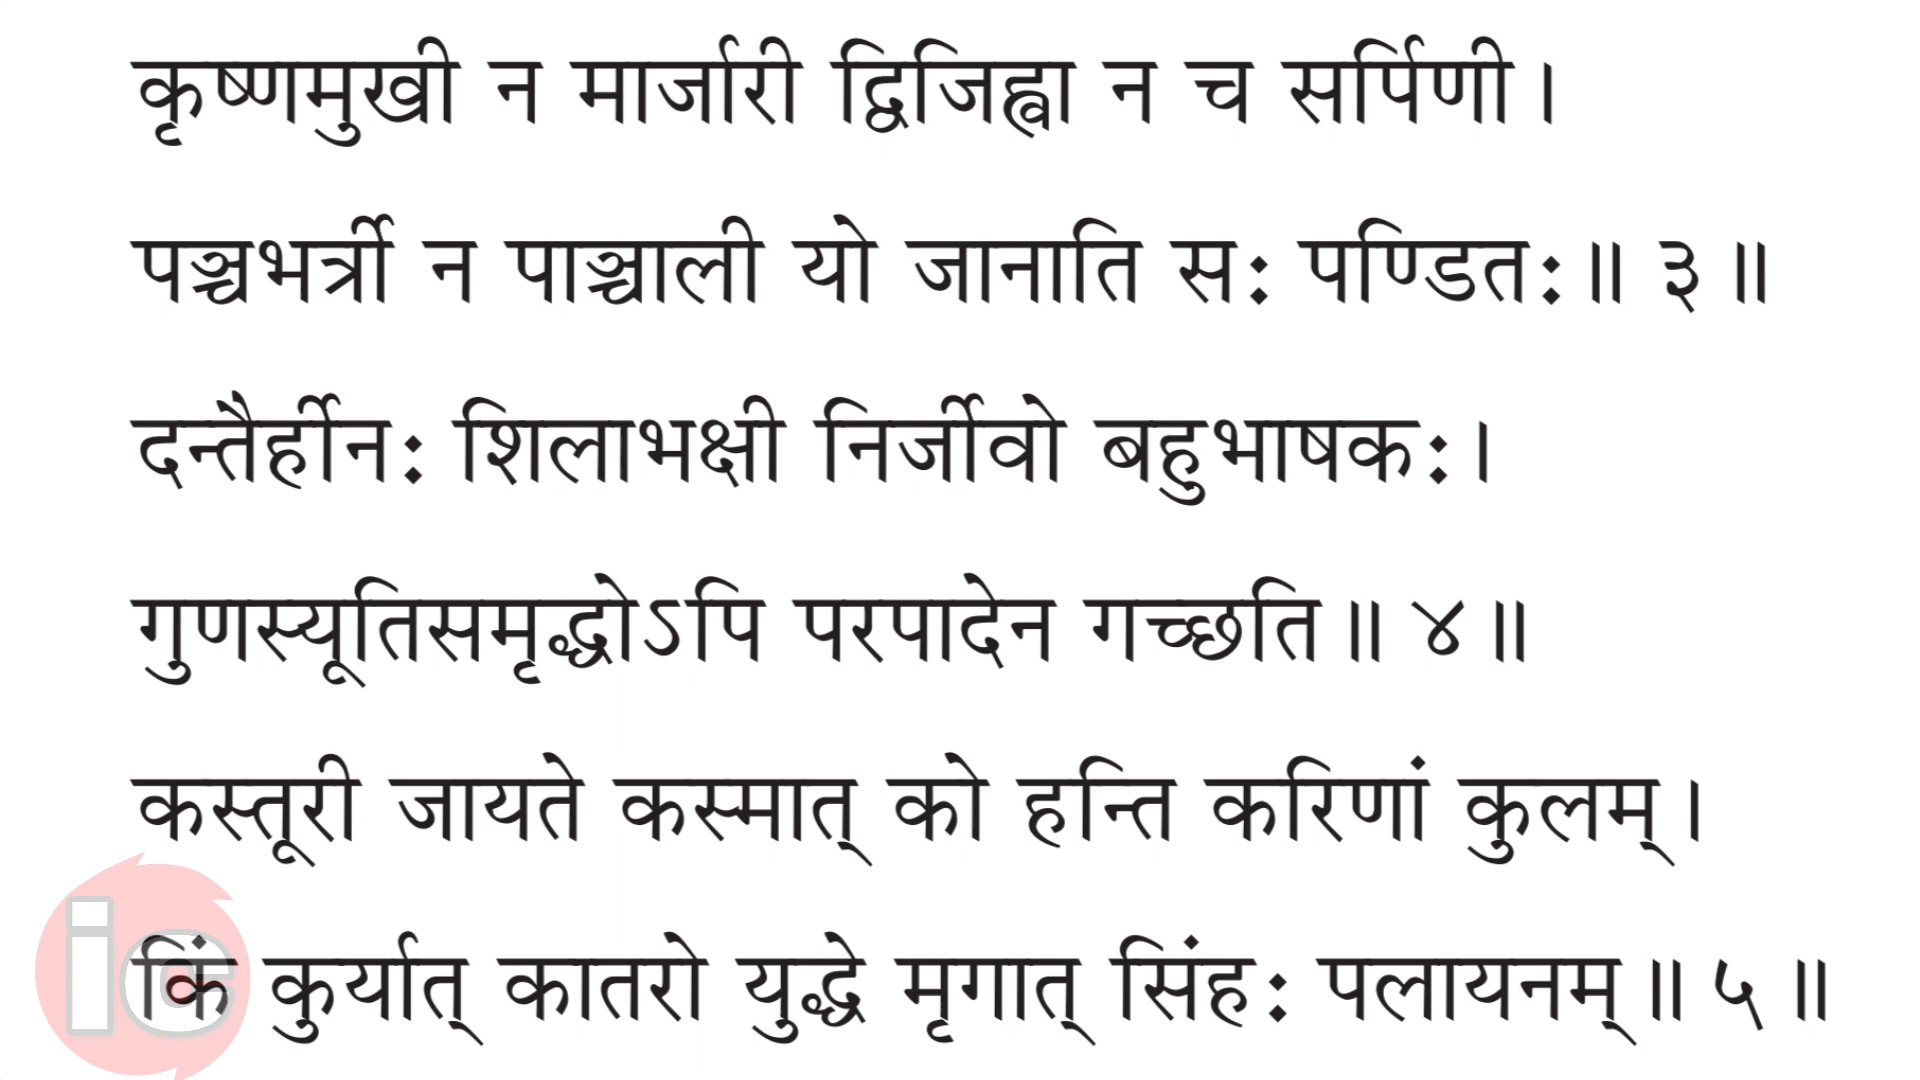 कृष्णमुखी न मार्जारी द्विजिह्वा न च सर्पिणी।
पञ्चभर्त्री न पाञ्चाली यो जानाति सः पण्डितः॥ ३ ॥
दन्तैर्हीनः शिलाभक्षी निर्जीवो बहुभाषकः।
गुणस्यूतिसमृद्धोऽपि परपादेन गच्छति॥ ४ ॥
कस्तूरी जायते कस्मात् को हन्ति करिणां कुलम्।
किं कुर्यात् कातरो युद्धे मृगात् सिंहः पलायनम्॥ ५ ॥
ic